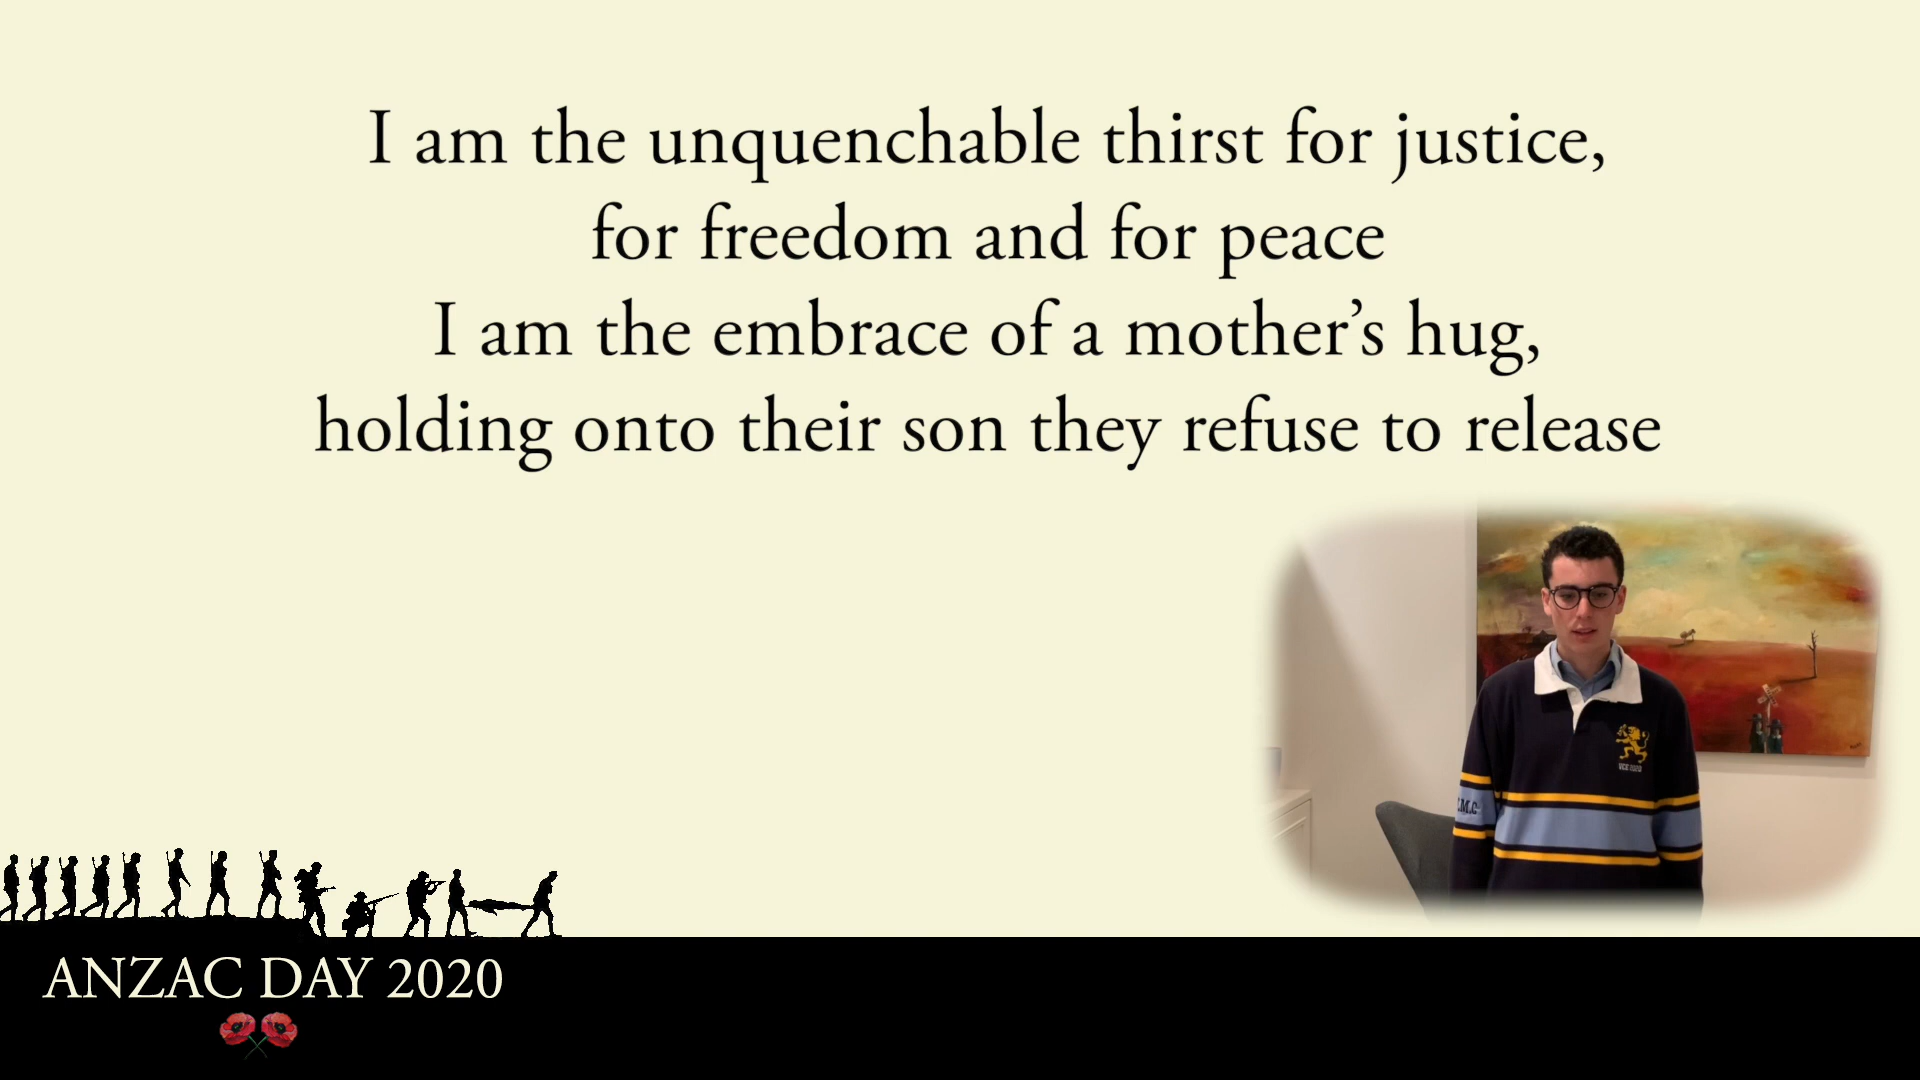 I am the unquenchable thirst for justice,
for freedom and for peace
I am the embrace of a mother’s hug,
holding onto their son they refuse to release
ANZAC DAY 2020